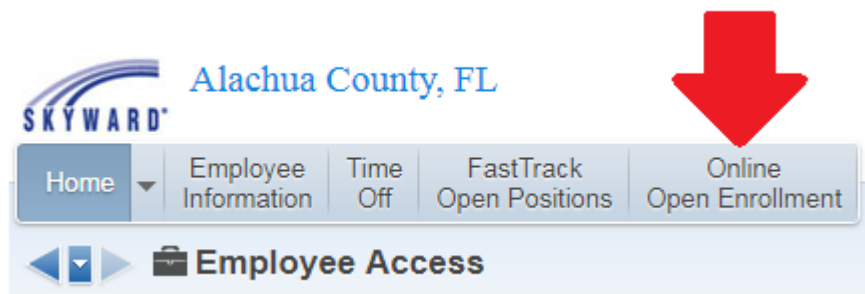 Alachua County, FL
SKYWARD®
Home
Employee
Information
Time
Off
FastTrack
Open Positions
Online
Open Enrollment
Employee Access